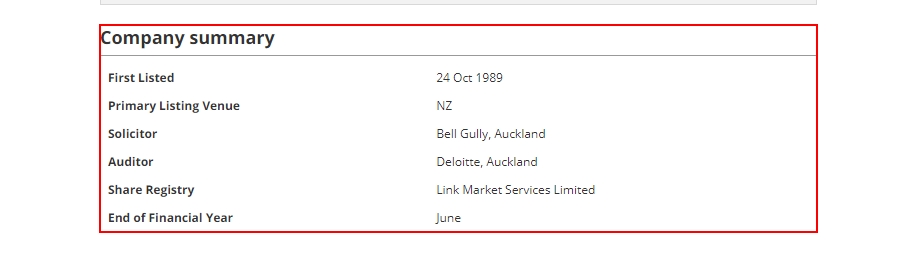 Company summary
First Listed 24 Oct 1989
Primary Listing Venue NZ
Solicitor Bell Gully, Auckland
Auditor Deloitte, Auckland
Share Registry Link Market Services Limited
End of Financial Year June